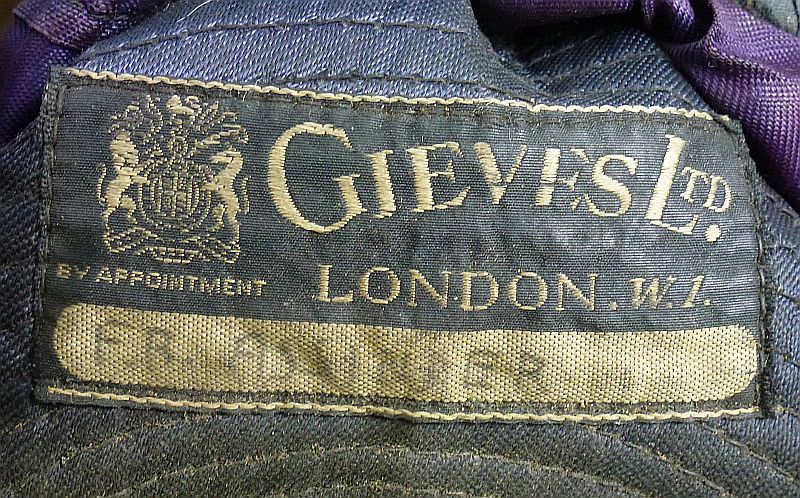 GIEVES LTD.
BY APPOINTMENT
LONDON. W.1.